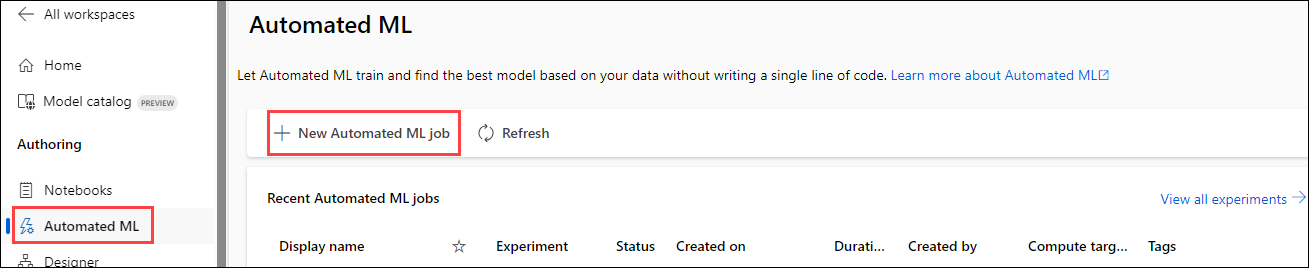 All workspaces
Home
Model catalog PREVIEW
Authoring
Notebooks
Automated ML
Designer
Automated ML
Let Automated ML train and find the best model based on your data without writing a single line of code. Learn more about Automated ML
New Automated ML job Refresh
Recent Automated ML jobs View all experiments
Display name Experiment Status Created on Durati... Created by Compute targ... Tags